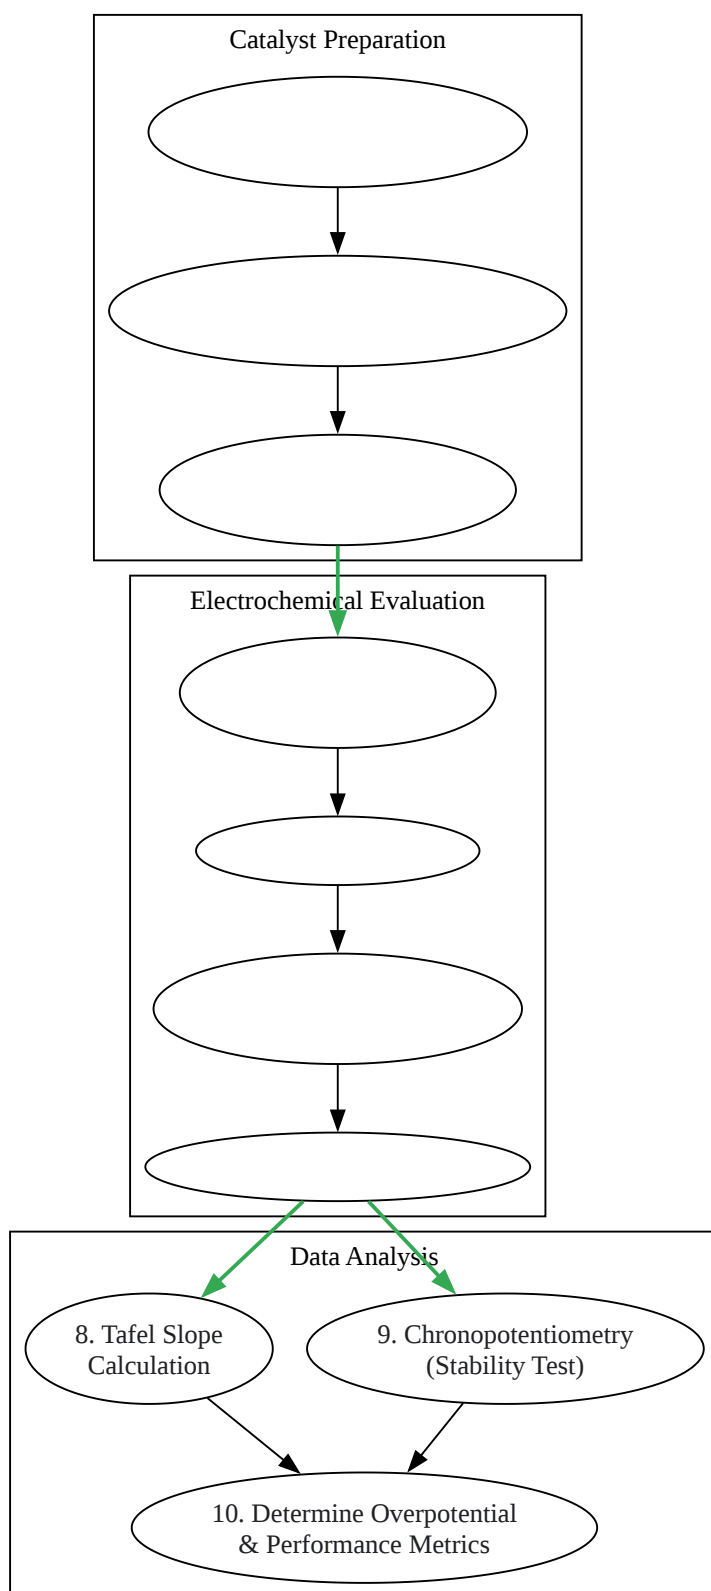 Catalyst Preparation
Electrochemical Evaluation
Data Analysis
8. Tafel Slope
Calculation
9. Chronopotentiometry
(Stability Test)
10. Determine Overpotential
& Performance Metrics